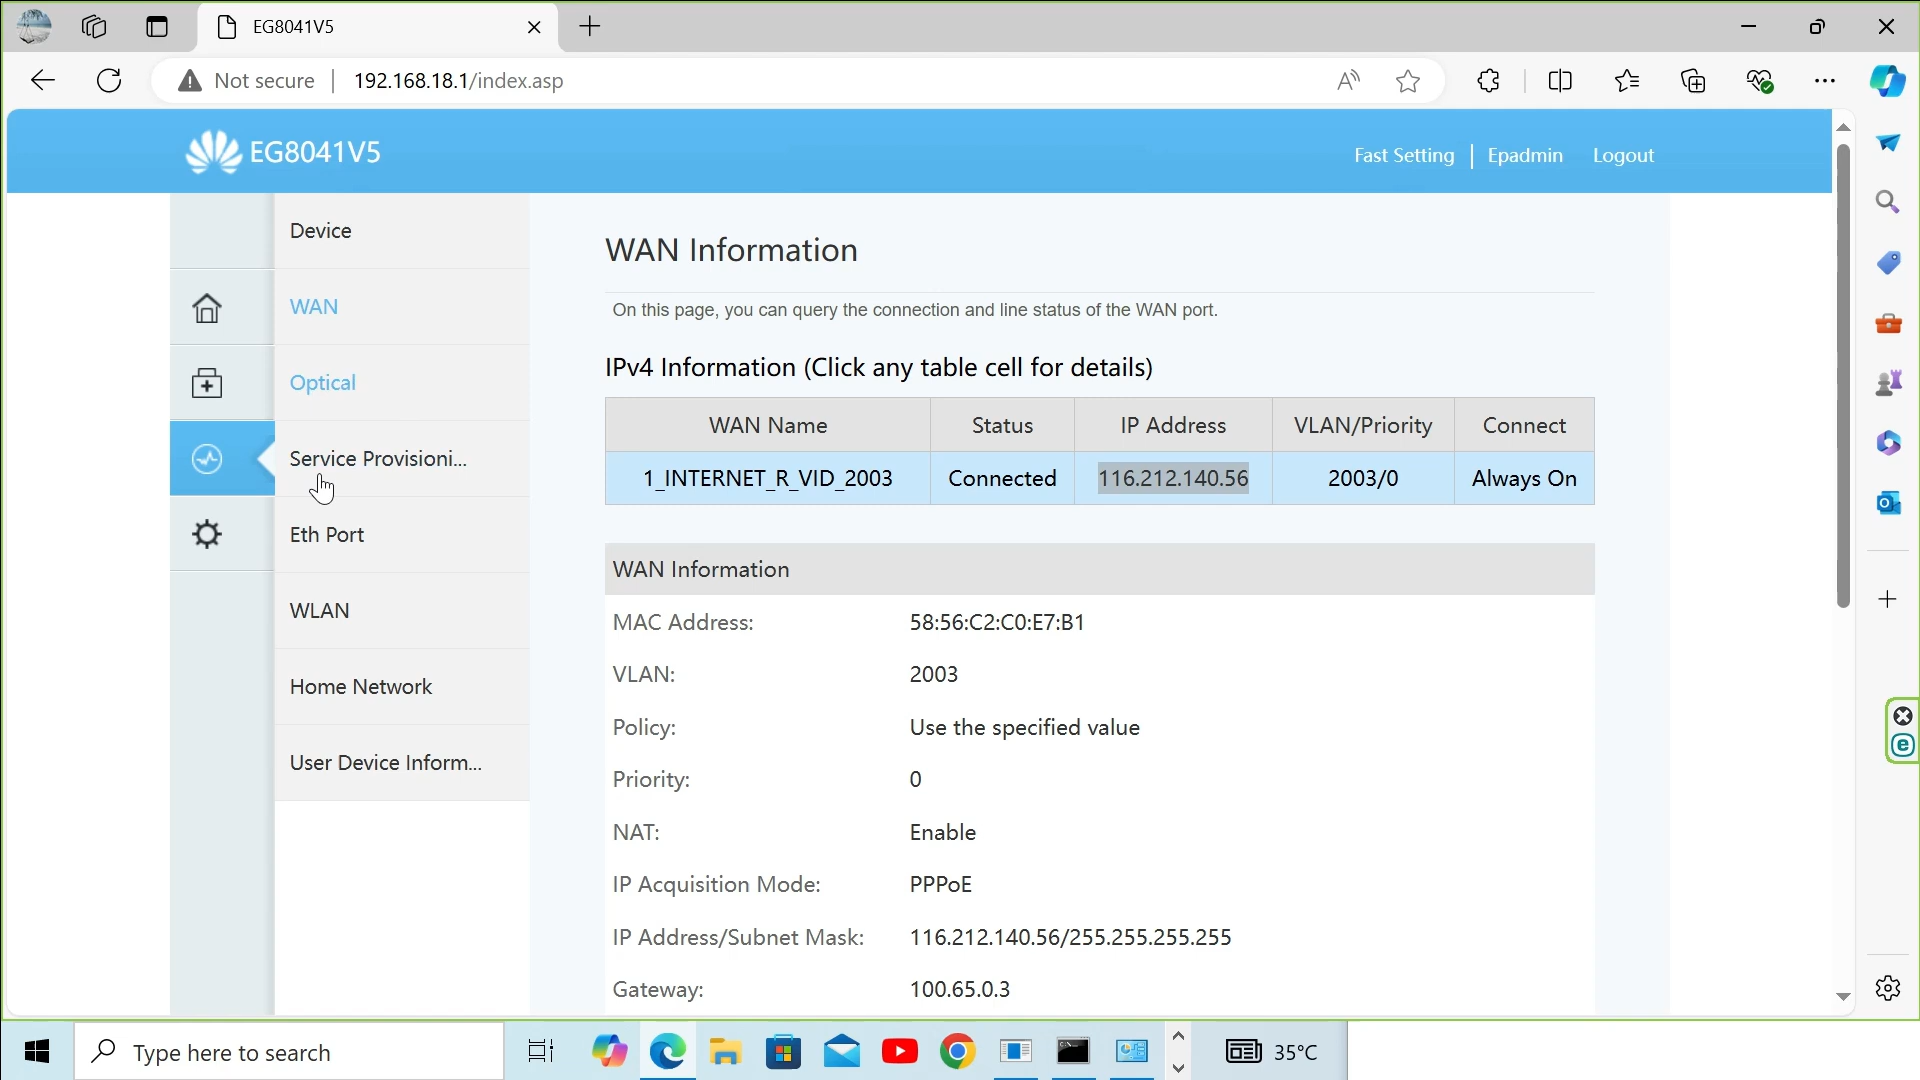 EG8041V5
Not secure
192.168.18.1/index.asp
EG8041V5
Fast Setting
Epadmin
Logout
Device
WAN
Optical
Service Provisioni...
Eth Port
WLAN
Home Network
User Device Inform...
WAN Information
On this page, you can query the connection and line status of the WAN port.
IPv4 Information (Click any table cell for details)
WAN Name Status IP Address VLAN/Priority Connect
1_INTERNET_R_VID_2003 Connected 116.212.140.56 2003/0 Always On
WAN Information
MAC Address: 58:56:C2:C0:E7:B1
VLAN: 2003
Policy: Use the specified value
Priority: 0
NAT: Enable
IP Acquisition Mode: PPPoE
IP Address/Subnet Mask: 116.212.140.56/255.255.255.255
Gateway: 100.65.0.3
Type here to search
35°C